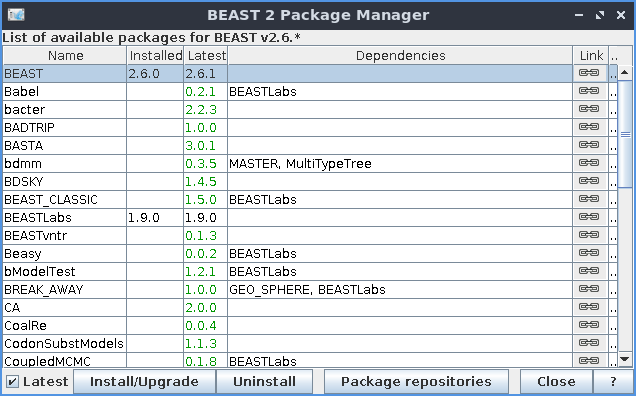 BEAST 2 Package Manager
List of available packages for BEAST v2.6.*
Name Installed Latest Dependencies Link ..
BEAST 2.6.0 2.6.1 ..
Babel 0.2.1 BEASTLabs ..
bacter 2.2.3 ..
BADTRIP 1.0.0 ..
BASTA 3.0.1 ..
bdmm 0.3.5 MASTER, MultiTypeTree ..
BDSKY 1.4.5 ..
BEAST_CLASSIC 1.5.0 BEASTLabs ..
BEASTLabs 1.9.0 1.9.0 ..
BEASTvntr 0.1.3 ..
Beasy 0.0.2 BEASTLabs ..
bModelTest 1.2.1 BEASTLabs ..
BREAK_AWAY 1.0.0 GEO_SPHERE, BEASTLabs ..
CA 2.0.0 ..
CoalRe 0.0.4 ..
CodonSubstModels 1.1.3 ..
CoupledMCMC 0.1.8 BEASTLabs ..
Latest Install/Upgrade Uninstall Package repositories Close ?